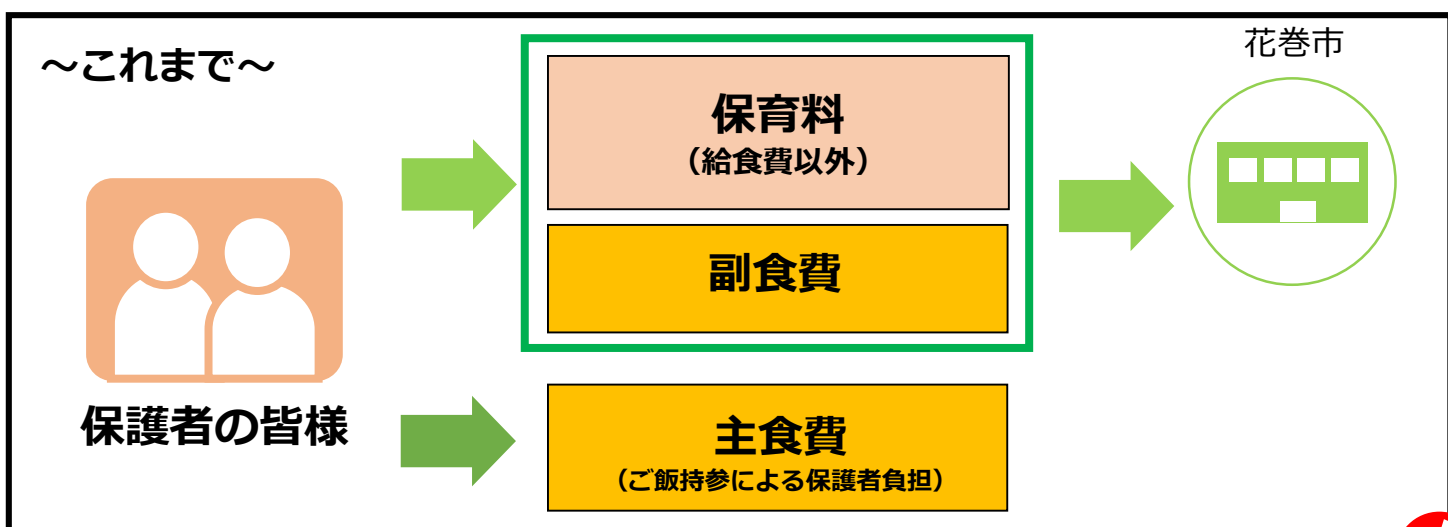 ～これまで～
花巻市
保育料
（給食費以外）
副食費
保護者の皆様
主食費
（ご飯持参による保護者負担）